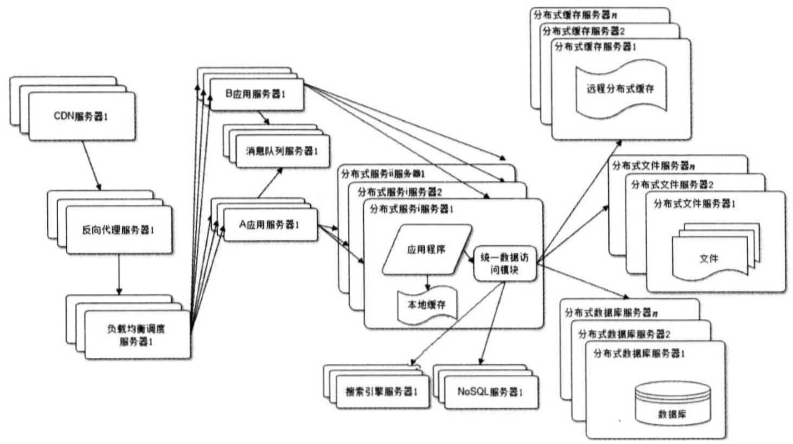 CDN服务器1
反向代理服务器1
负载均衡调度
服务器1
B应用服务器1
消息队列服务器1
A应用服务器1
分布式服务i服务器2
分布式服务i服务器1
应用程序
本地缓存
统一数据访
问模块
搜索引擎服务器1
NoSQL服务器1
分布式缓存服务器n
分布式缓存服务器2
分布式缓存服务器1
远程分布式缓存
分布式文件服务器n
分布式文件服务器2
分布式文件服务器1
文件
分布式数据库服务器n
分布式数据库服务器2
分布式数据库服务器1
数据库